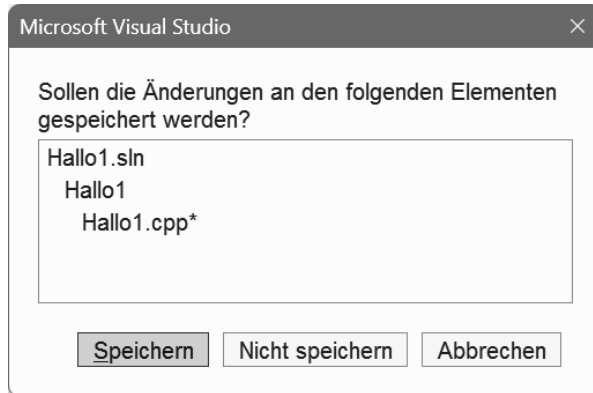 Microsoft Visual Studio
Sollen die Änderungen an den folgenden Elementen
gespeichert werden?
Hallo1.sln
Hallo1
Hallo1.cpp*
Speichern Nicht speichern Abbrechen